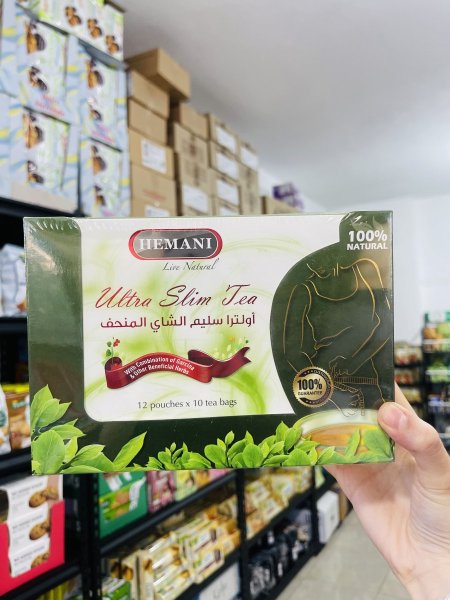 HEMANI
Live Natural
100%
NATURAL
Ultra Slim Tea
أولترا سليم الشاي المنحف
With Combination of Garcinia
& Other Beneficial Herbs
100%
GUARANTEE
12 pouches x 10 tea bags